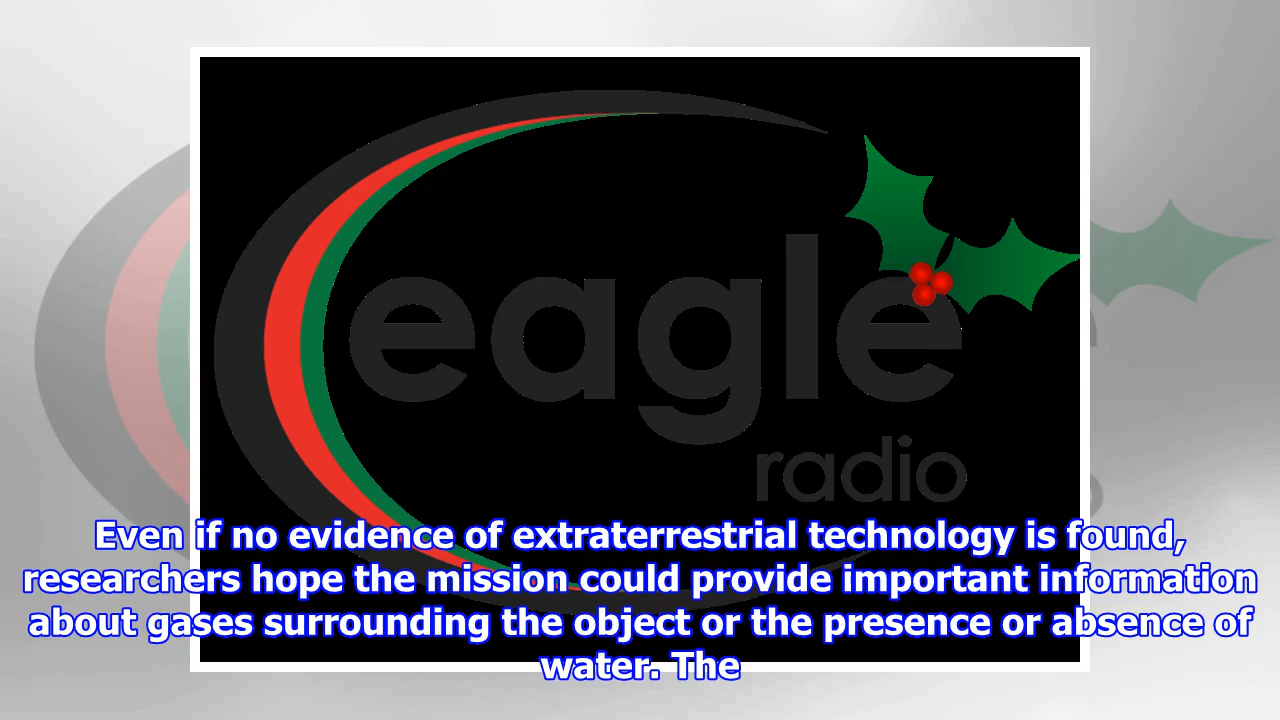 eagle
radio
Even if no evidence of extraterrestrial technology is found,
researchers hope the mission could provide important information
about gases surrounding the object or the presence or absence of
water. The